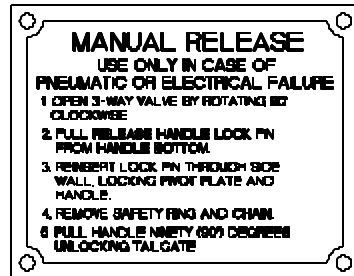 MANUAL RELEASE
USE ONLY IN CASE OF
PNEUMATIC OR ELECTRICAL FAILURE
1. OPEN 3-WAY VALVE BY ROTATING 90°
CLOCKWISE
2. PULL RELEASE HANDLE LOCK PIN
FROM HANDLE BOTTOM.
3. REINSERT LOCK PIN THROUGH SIDE
WALL, LOCKING PIVOT PLATE AND
HANDLE.
4. REMOVE SAFETY RING AND CHAIN.
5. PULL HANDLE NINETY (90°) DEGREES
UNLOCKING TAILGATE